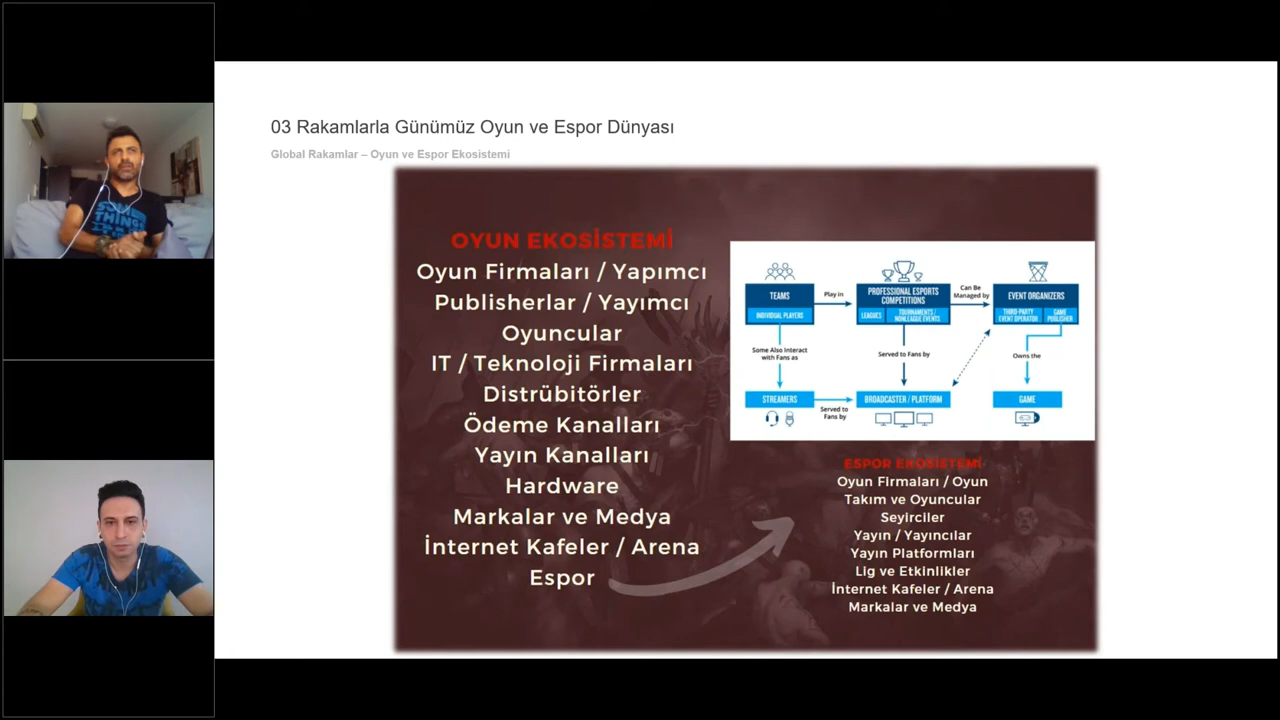 03 Rakamlarla Günümüz Oyun ve Espor Dünyası
Global Rakamlar – Oyun ve Espor Ekosistemi
OYUN EKOSİSTEMİ
Oyun Firmaları / Yapımcı
Publisherlar / Yayımcı
Oyuncular
IT / Teknoloji Firmaları
Distrübitörler
Ödeme Kanalları
Yayın Kanalları
Hardware
Markalar ve Medya
İnternet Kafeler / Arena
Espor
TEAMS
INDIVIDUAL PLAYERS
Play in
PROFESSIONAL ESPORTS
COMPETITIONS
LEAGUES
TOURNAMENTS /
NONLEAGUE EVENTS
Can Be
Managed by
EVENT ORGANIZERS
THIRD-PARTY
EVENT OPERATOR
GAME
PUBLISHER
Some Also Interact
with Fans as
Served to Fans by
Owns the
STREAMERS
Served to
Fans by
BROADCASTER / PLATFORM
GAME
ESPOR EKOSİSTEMİ
Oyun Firmaları / Oyun
Takım ve Oyuncular
Seyirciler
Yayın / Yayıncılar
Yayın Platformları
Lig ve Etkinlikler
İnternet Kafeler / Arena
Markalar ve Medya
SOME
THINGS